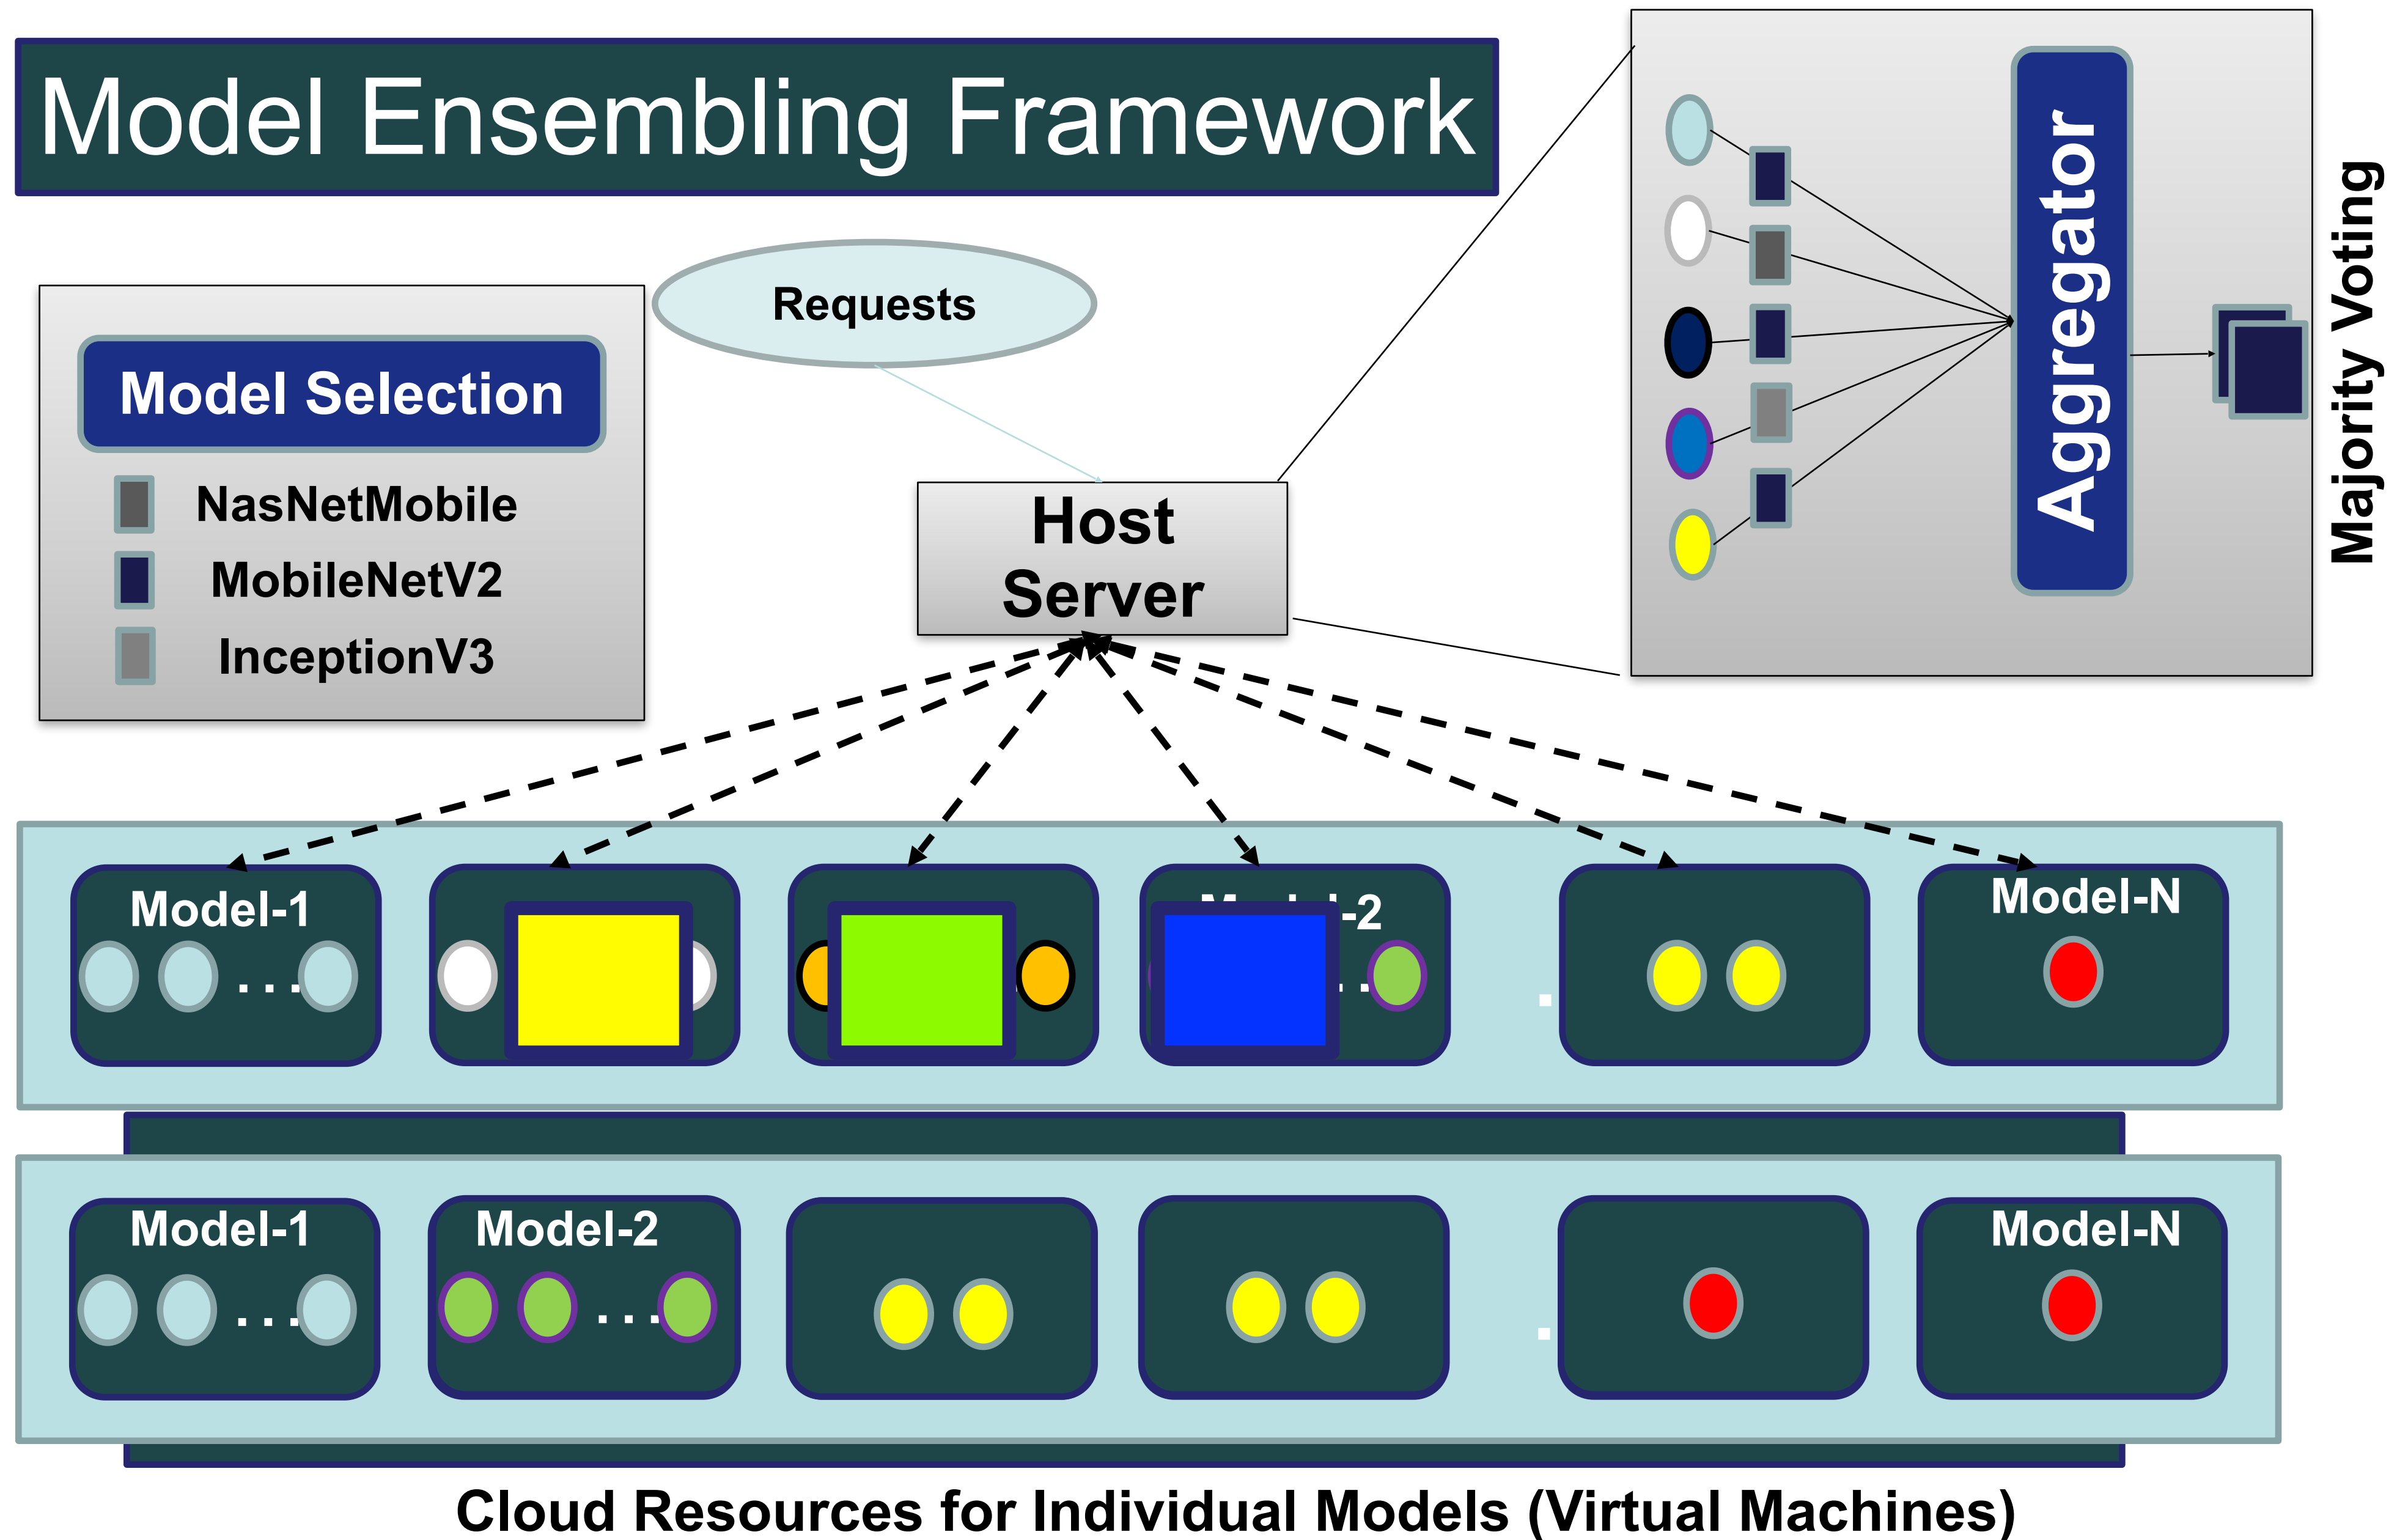 Model Ensembling Framework
Requests
Model Selection
NasNetMobile
MobileNetV2
InceptionV3
Host
Server
Aggregator
Majority Voting
Model-1
. . .
-2
. .
.
Model-N
Model-1
. . .
Model-2
. . .
.
Model-N
Cloud Resources for Individual Models (Virtual Machines)